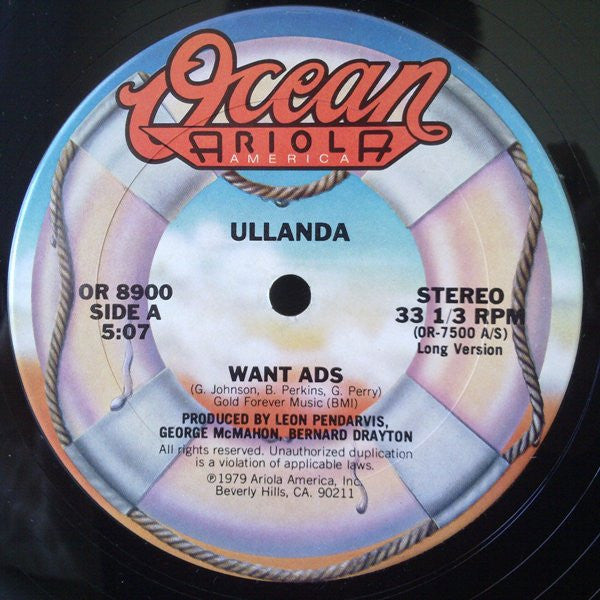 Ocean
ARIOLA
AMERICA
ULLANDA
OR 8900
SIDE A
5:07
STEREO
33 1/3 RPM
(OR-7500 A/S)
Long Version
WANT ADS
(G. Johnson, B. Perkins, G. Perry)
Gold Forever Music (BMI)
PRODUCED BY LEON PENDARVIS,
GEORGE McMAHON, BERNARD DRAYTON
All rights reserved. Unauthorized duplication
is a violation of applicable laws.
℗1979 Ariola America, Inc.
Beverly Hills, CA. 90211